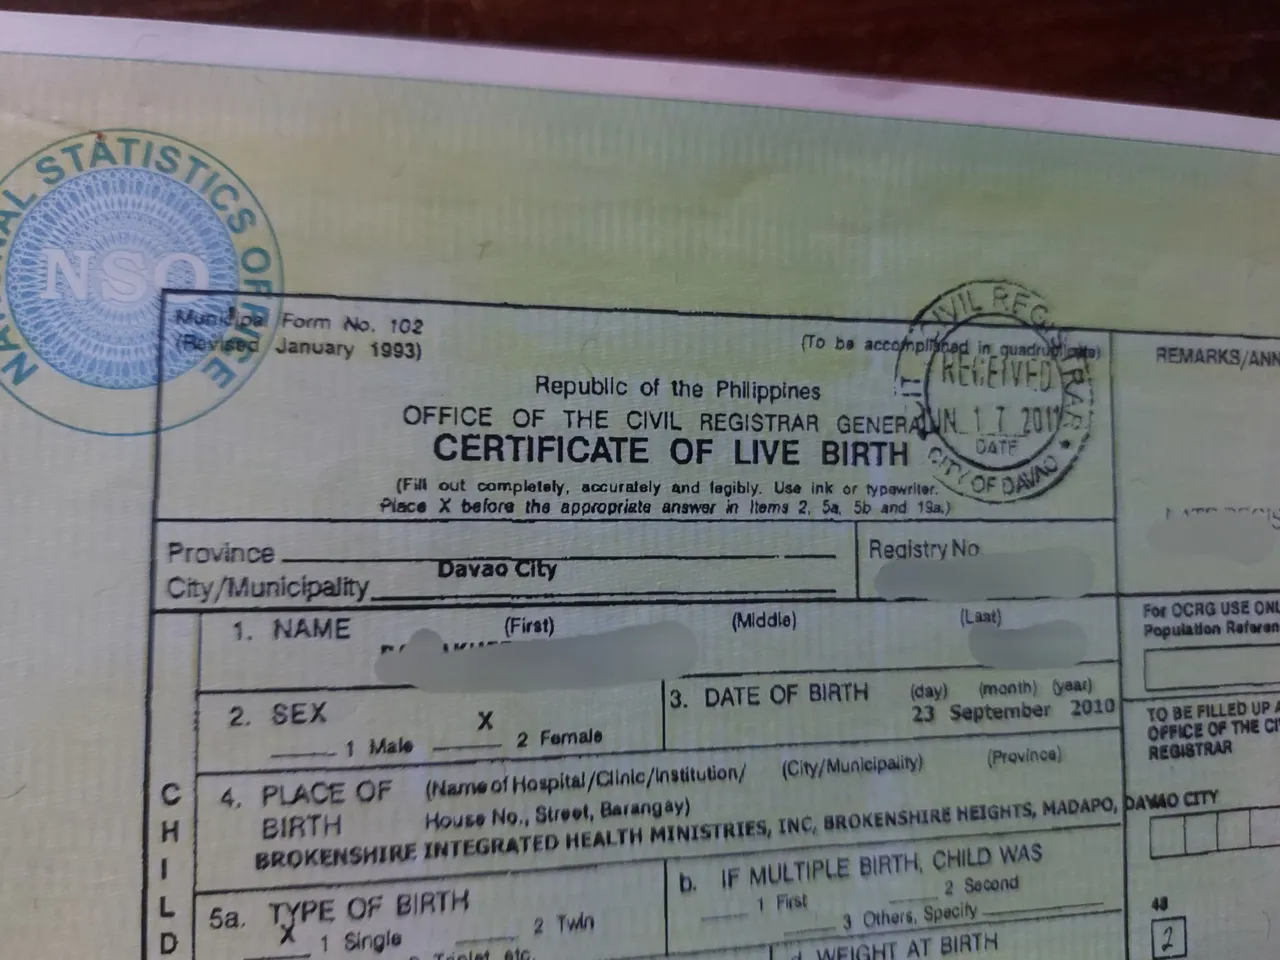 NATIONAL STATISTICS OFFICE
NSO
Municipal Form No. 102
(Revised January 1993)
(To be accomplished in quadruplicate)
CIVIL REGISTRAR
RECEIVED
JUN 17 2011
DATE
CITY OF DAVAO
REMARKS/ANN
Republic of the Philippines
OFFICE OF THE CIVIL REGISTRAR GENERAL
CERTIFICATE OF LIVE BIRTH
(Fill out completely, accurately and legibly. Use ink or typewriter.
Place X before the appropriate answer in Items 2, 5a, 5b and 19a.)
Province
Davao City
City/Municipality
Registry No.
1. NAME (First) (Middle) (Last)
For OCRG USE ONL
Population Referen
2. SEX X
1 Male 2 Female
3. DATE OF BIRTH (day) (month) (year)
23 September 2010
TO BE FILLED UP A
OFFICE OF THE CI
REGISTRAR
CHILD
4. PLACE OF BIRTH (Name of Hospital/Clinic/Institution/ (City/Municipality) (Province)
House No., Street, Barangay)
BROKENSHIRE INTEGRATED HEALTH MINISTRIES, INC, BROKENSHIRE HEIGHTS, MADAPO, DAVAO CITY
5a. TYPE OF BIRTH
X 1 Single 2 Twin
Triplet, etc.
b. IF MULTIPLE BIRTH, CHILD WAS
1 First 2 Second
3 Others, Specify
WEIGHT AT BIRTH
48
2